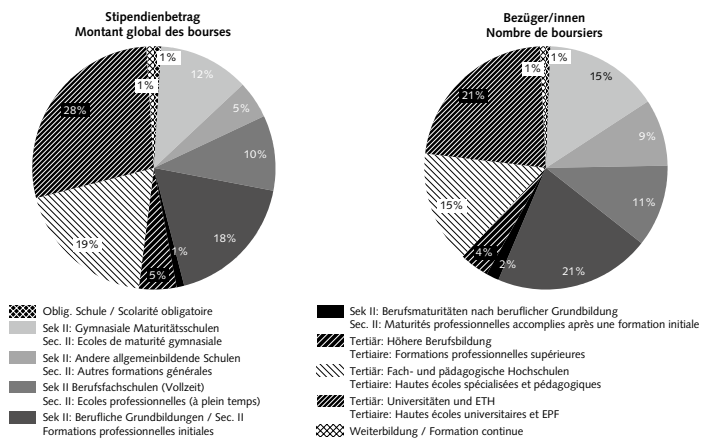 Stipendienbetrag
Montant global des bourses
1%
12%
5%
10%
18%
1%
5%
19%
28%
1%
Bezüger/innen
Nombre de boursiers
1%
15%
9%
11%
21%
2%
4%
15%
21%
1%
Oblig. Schule / Scolarité obligatoire
Sek II: Gymnasiale Maturitätsschulen
Sec. II: Ecoles de maturité gymnasiale
Sek II: Andere allgemeinbildende Schulen
Sec. II: Autres formations générales
Sek II Berufsfachschulen (Vollzeit)
Sec. II: Ecoles professionnelles (à plein temps)
Sek II: Berufliche Grundbildungen / Sec. II
Formations professionnelles initiales
Sek II: Berufsmaturitäten nach beruflicher Grundbildung
Sec. II: Maturités professionnelles accomplies après une formation initiale
Tertiär: Höhere Berufsbildung
Tertiaire: Formations professionnelles supérieures
Tertiär: Fach- und pädagogische Hochschulen
Tertiaire: Hautes écoles spécialisées et pédagogiques
Tertiär: Universitäten und ETH
Tertiaire: Hautes écoles universitaires et EPF
Weiterbildung / Formation continue